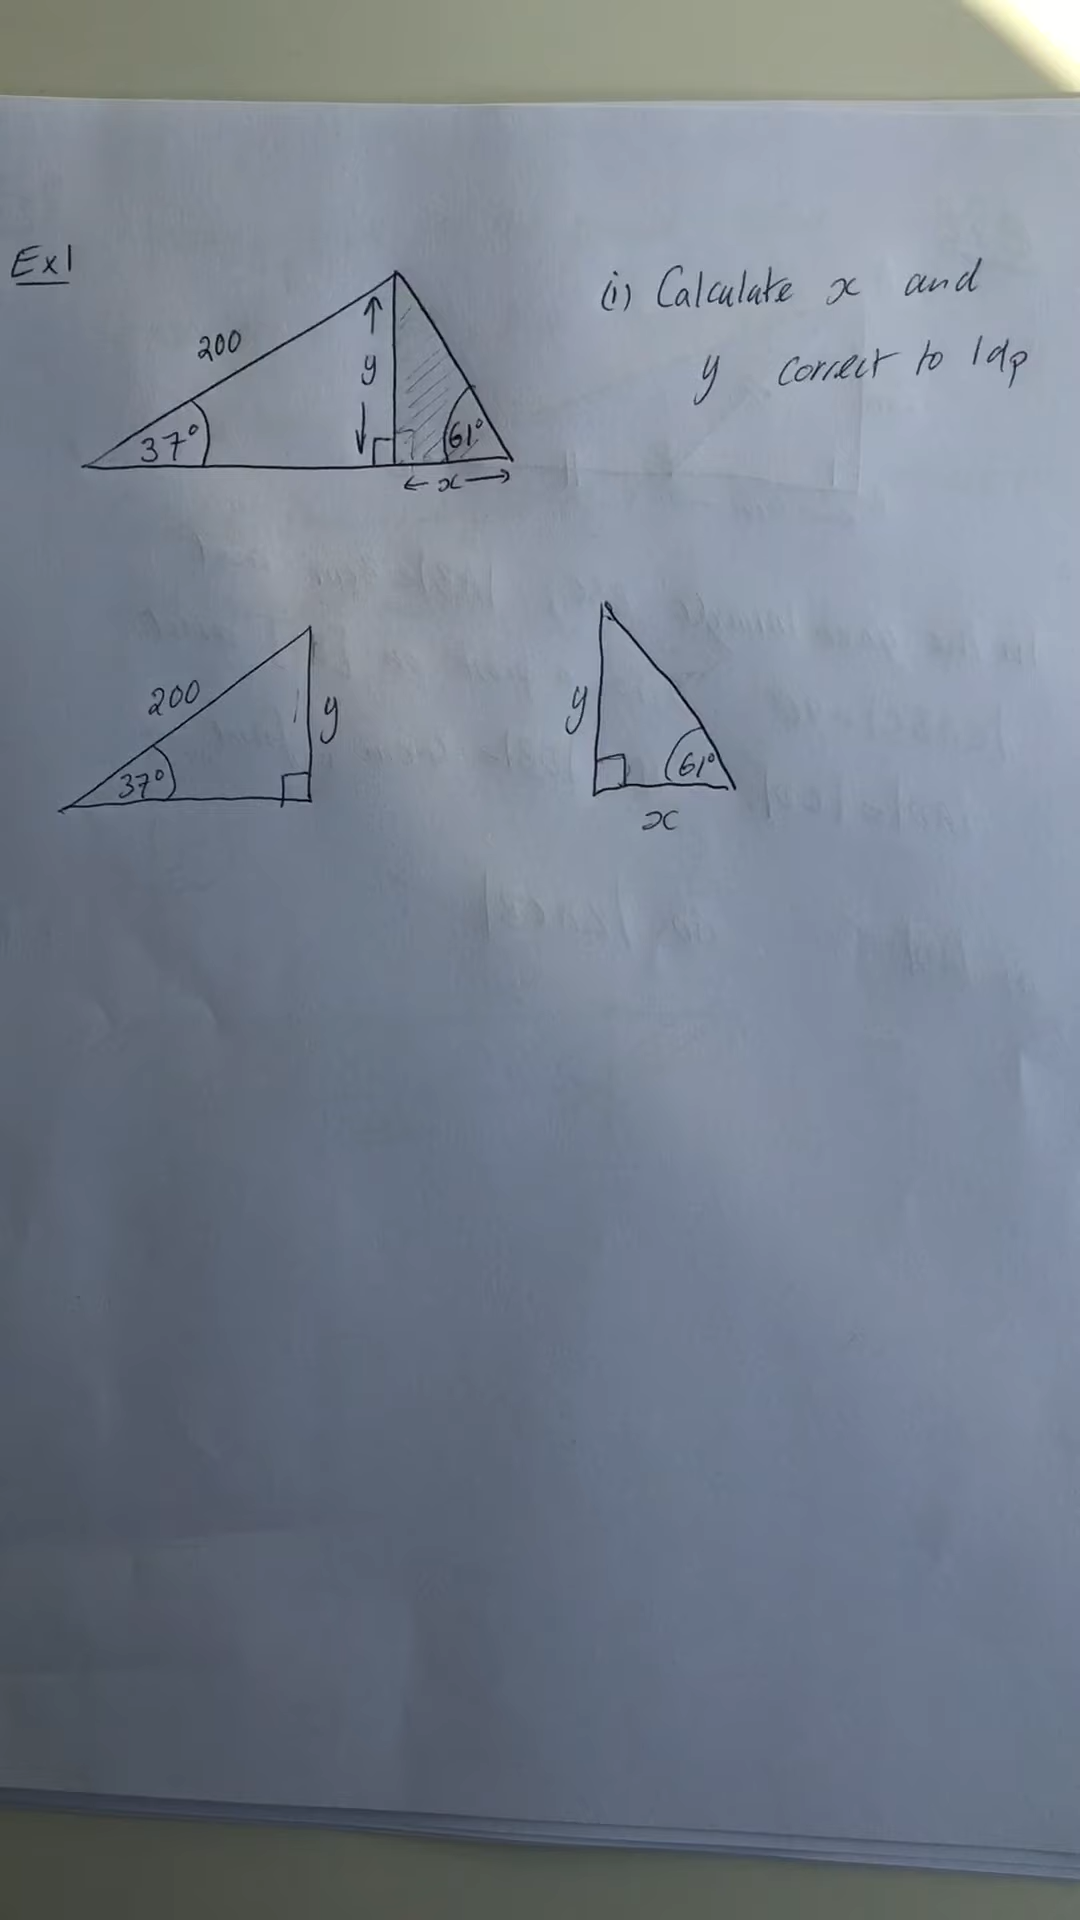 Ex1
(i) Calculate x and
y correct to 1dp
200
y
37°
61°
← x →
200
y
37°
y
61°
x